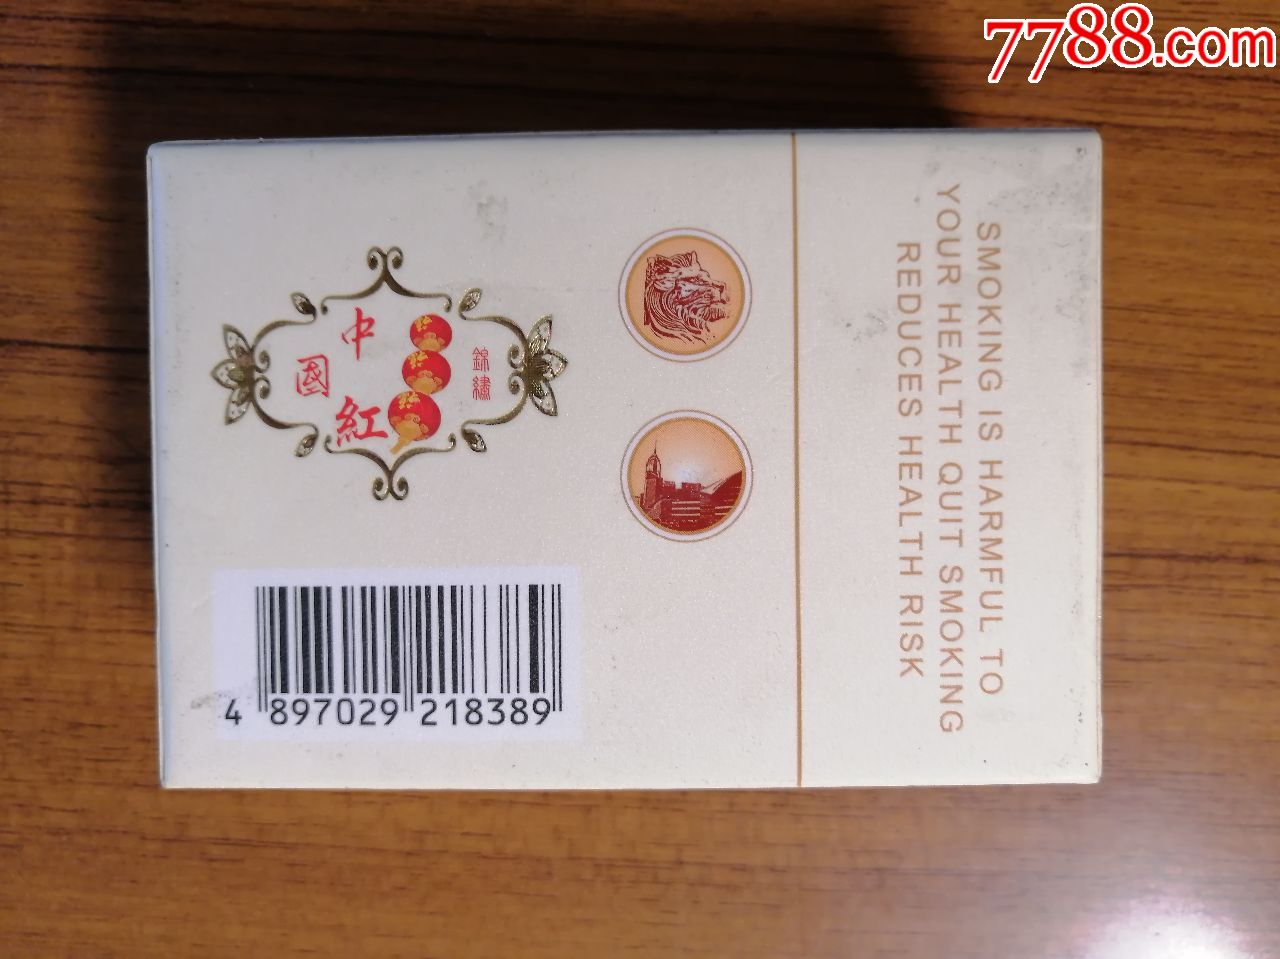 7788.com
SMOKING IS HARMFUL TO
YOUR HEALTH QUIT SMOKING
REDUCES HEALTH RISK
錦繡
中國紅
4 897029 218389